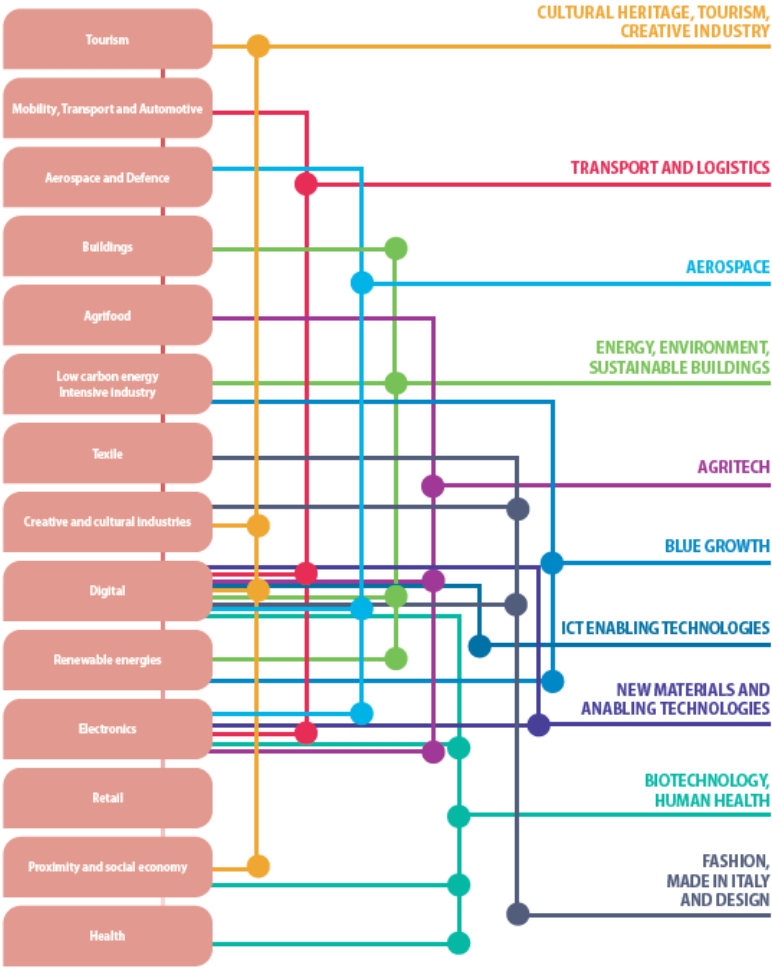 Tourism
Mobility, Transport and Automotive
Aerospace and Defence
Buildings
Agrifood
Low carbon energy
Intensive industry
Texile
Creative and cultural industries
Digital
Renewable energies
Electronics
Retail
Proximity and social economy
Health
CULTURAL HERITAGE, TOURISM,
CREATIVE INDUSTRY
TRANSPORT AND LOGISTICS
AEROSPACE
ENERGY, ENVIRONMENT,
SUSTAINABLE BUILDINGS
AGRITECH
BLUE GROWTH
ICT ENABLING TECHNOLOGIES
NEW MATERIALS AND
ANABLING TECHNOLOGIES
BIOTECHNOLOGY,
HUMAN HEALTH
FASHION,
MADE IN ITALY
AND DESIGN